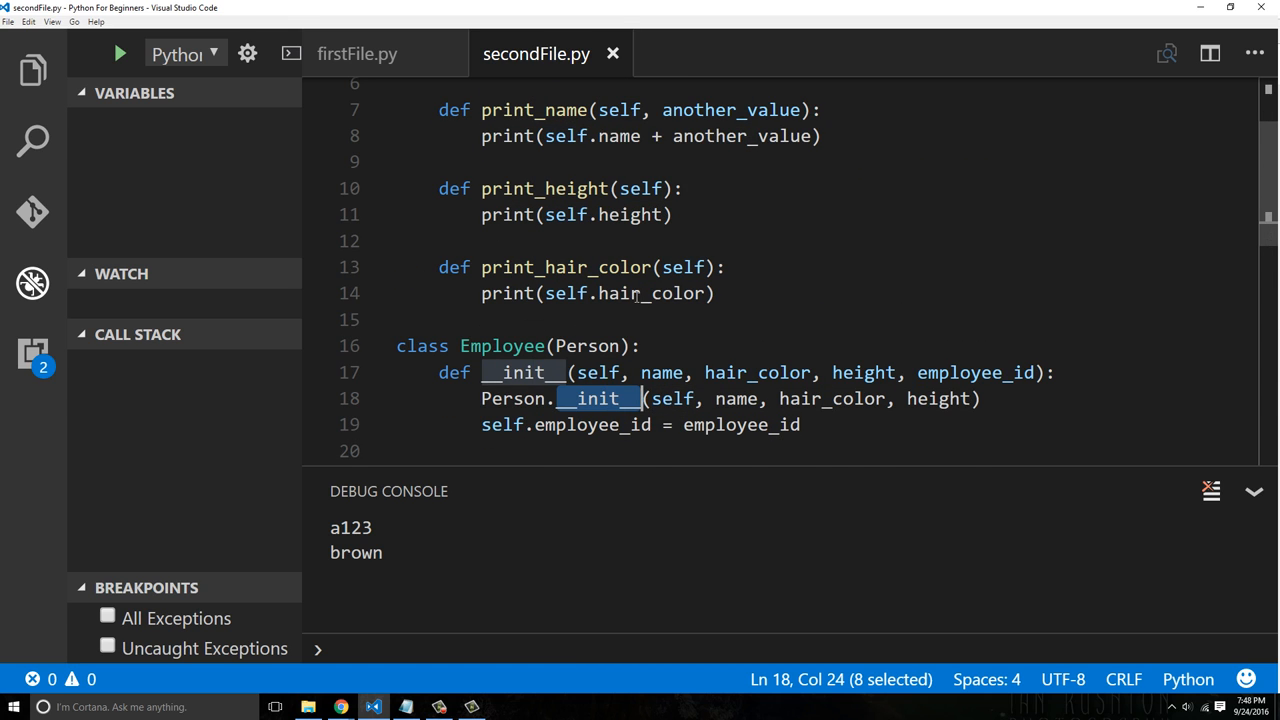 secondFile.py - Python For Beginners - Visual Studio Code
File Edit View Go Help
firstFile.py
secondFile.py
VARIABLES
WATCH
CALL STACK
2
BREAKPOINTS
All Exceptions
Uncaught Exceptions
6
7 def print_name(self, another_value):
8 print(self.name + another_value)
9
10 def print_height(self):
11 print(self.height)
12
13 def print_hair_color(self):
14 print(self.hair_color)
15
16 class Employee(Person):
17 def __init__(self, name, hair_color, height, employee_id):
18 Person.__init__(self, name, hair_color, height)
19 self.employee_id = employee_id
20
DEBUG CONSOLE
a123
brown
0 0 Ln 18, Col 24 (8 selected) Spaces: 4 UTF-8 CRLF Python
I'm Cortana. Ask me anything.
7:48 PM
9/24/2016